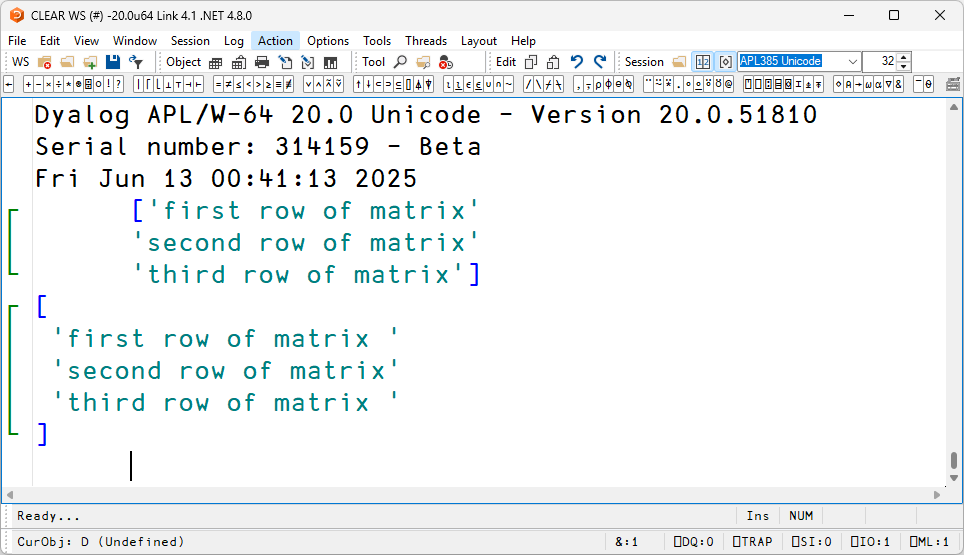 CLEAR WS (#) -20.0u64 Link 4.1 .NET 4.8.0
File Edit View Window Session Log Action Options Tools Threads Layout Help
WS Object Tool Edit Session APL385 Unicode 32
Dyalog APL/W-64 20.0 Unicode - Version 20.0.51810
Serial number: 314159 - Beta
Fri Jun 13 00:41:13 2025
['first row of matrix'
'second row of matrix'
'third row of matrix']
[
'first row of matrix '
'second row of matrix'
'third row of matrix '
]
Ready...
Ins NUM
CurObj: D (Undefined)
&:1 ⎕DQ:0 ⎕TRAP ⎕SI:0 ⎕IO:1 ⎕ML:1